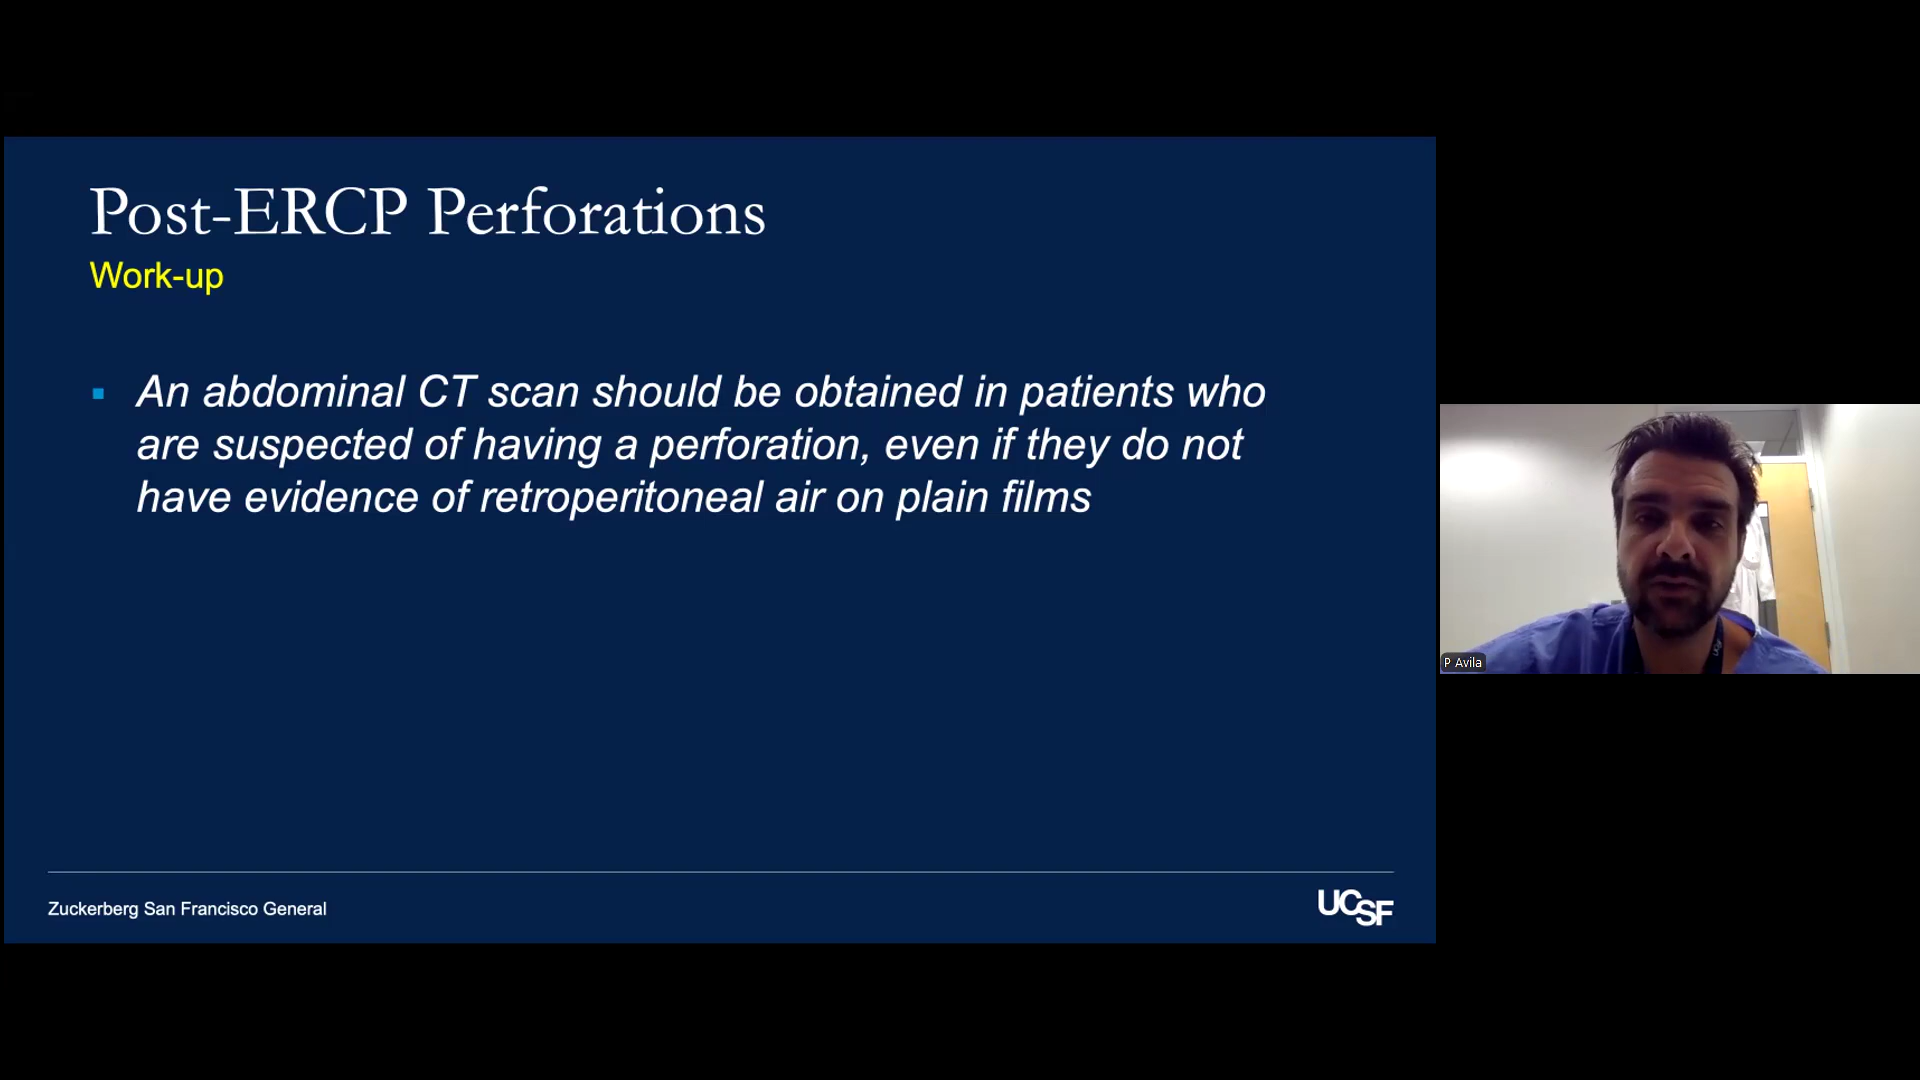 Post-ERCP Perforations
Work-up
An abdominal CT scan should be obtained in patients who
are suspected of having a perforation, even if they do not
have evidence of retroperitoneal air on plain films
Zuckerberg San Francisco General
UCSF
P Avila